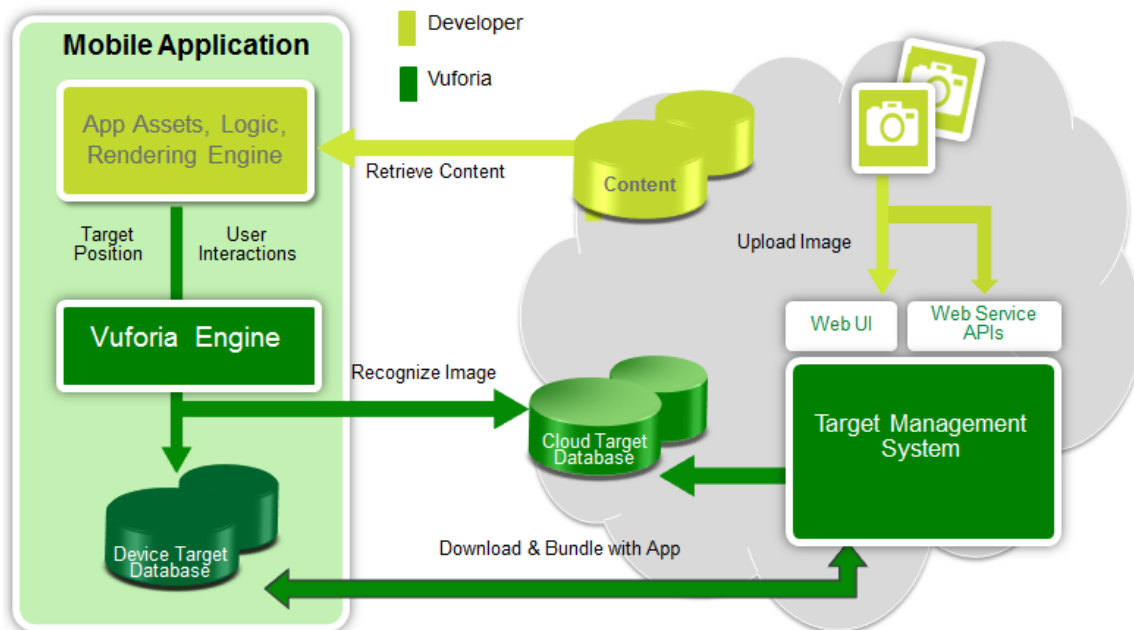 Mobile Application
Developer
Vuforia
App Assets, Logic,
Rendering Engine
Retrieve Content
Content
Target
Position
User
Interactions
Upload Image
Vuforia Engine
Web UI
Web Service
APIs
Recognize Image
Cloud Target
Database
Target Management
System
Device Target
Database
Download & Bundle with App